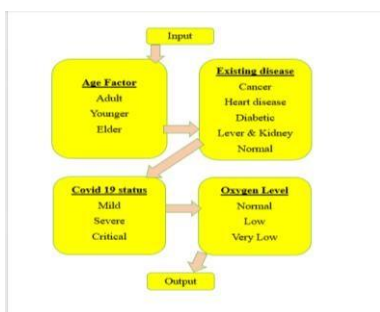 Input
Age Factor
Adult
Younger
Elder
Existing disease
Cancer
Heart disease
Diabetic
Lever & Kidney
Normal
Covid 19 status
Mild
Severe
Critical
Oxygen Level
Normal
Low
Very Low
Output